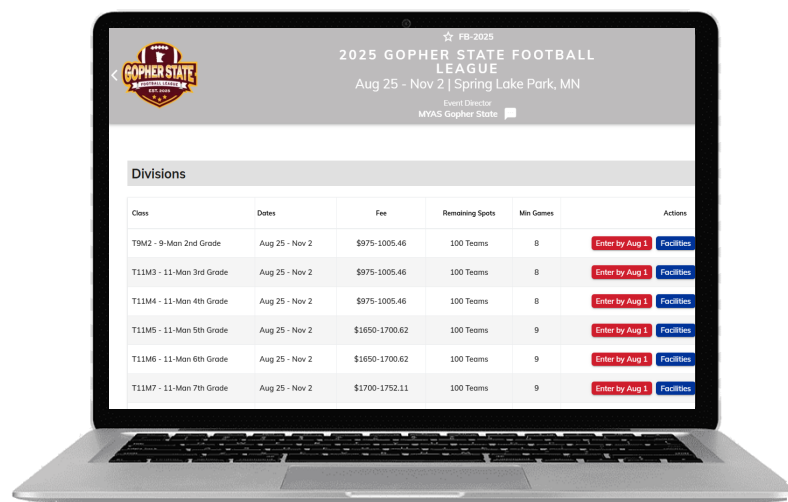 FB-2025
2025 GOPHER STATE FOOTBALL
LEAGUE
Aug 25 - Nov 2 | Spring Lake Park, MN
Event Director
MYAS Gopher State
GOPHER STATE
FOOTBALL LEAGUE
EST. 2005
Divisions
Class Dates Fee Remaining Spots Min Games Actions
T9M2 - 9-Man 2nd Grade Aug 25 - Nov 2 $975-1005.46 100 Teams 8 Enter by Aug 1 Facilities
T11M3 - 11-Man 3rd Grade Aug 25 - Nov 2 $975-1005.46 100 Teams 8 Enter by Aug 1 Facilities
T11M4 - 11-Man 4th Grade Aug 25 - Nov 2 $975-1005.46 100 Teams 8 Enter by Aug 1 Facilities
T11M5 - 11-Man 5th Grade Aug 25 - Nov 2 $1650-1700.62 100 Teams 9 Enter by Aug 1 Facilities
T11M6 - 11-Man 6th Grade Aug 25 - Nov 2 $1650-1700.62 100 Teams 9 Enter by Aug 1 Facilities
T11M7 - 11-Man 7th Grade Aug 25 - Nov 2 $1700-1752.11 100 Teams 9 Enter by Aug 1 Facilities